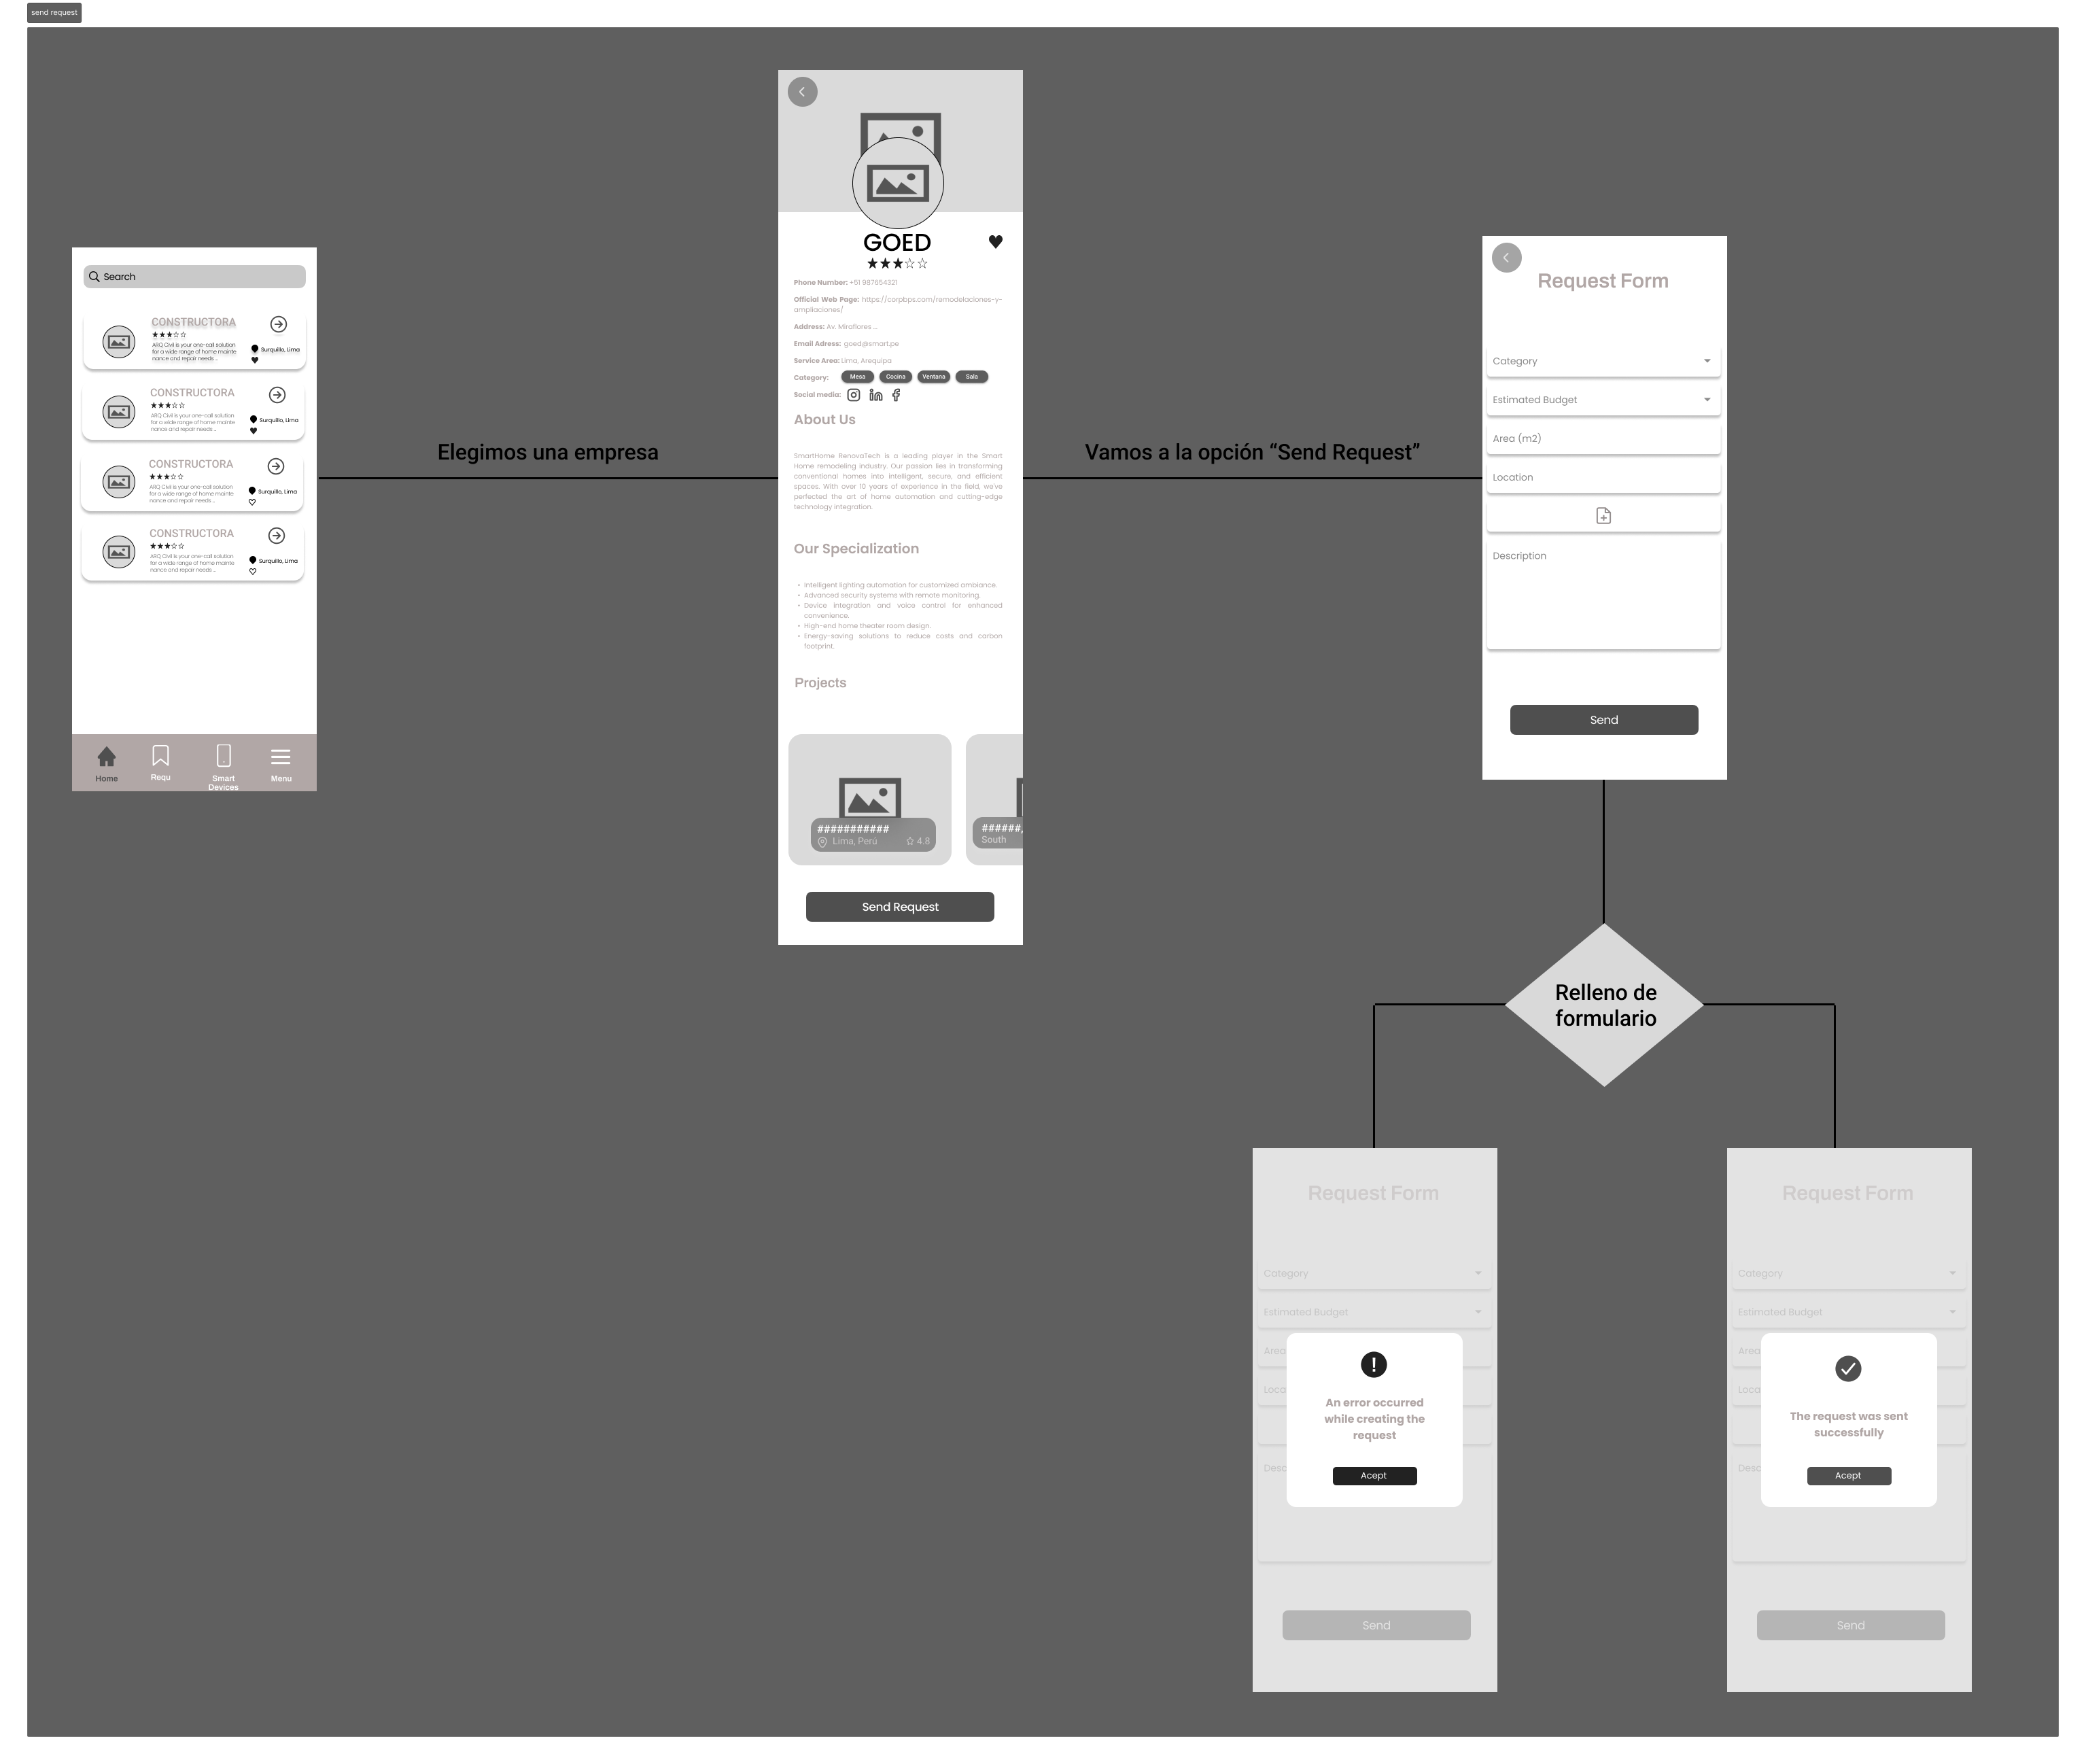 send request
Search
CONSTRUCTORA
ARQ Civil is your one-call solution
for a wide range of home mainte
nance and repair needs ...
Surquillo, Lima
CONSTRUCTORA
ARQ Civil is your one-call solution
for a wide range of home mainte
nance and repair needs ...
Surquillo, Lima
CONSTRUCTORA
ARQ Civil is your one-call solution
for a wide range of home mainte
nance and repair needs ...
Surquillo, Lima
CONSTRUCTORA
ARQ Civil is your one-call solution
for a wide range of home mainte
nance and repair needs ...
Surquillo, Lima
Home
Requ
Smart
Devices
Menu
Elegimos una empresa
GOED
Phone Number: +51 987654321
Official Web Page: https://corpbps.com/remodelaciones-y-
ampliaciones/
Address: Av. Miraflores ...
Email Adress: goed@smart.pe
Service Area: Lima, Arequipa
Category: Mesa Cocina Ventana Sala
Social media:
About Us
SmartHome RenovaTech is a leading player in the Smart
Home remodeling industry. Our passion lies in transforming
conventional homes into intelligent, secure, and efficient
spaces. With over 10 years of experience in the field, we've
perfected the art of home automation and cutting-edge
technology integration.
Our Specialization
• Intelligent lighting automation for customized ambiance.
• Advanced security systems with remote monitoring.
• Device integration and voice control for enhanced
convenience.
• High-end home theater room design.
• Energy-saving solutions to reduce costs and carbon
footprint.
Projects
###########
Lima, Perú 4.8
######,
South
Send Request
Vamos a la opción “Send Request”
Request Form
Category
Estimated Budget
Area (m2)
Location
Description
Send
Relleno de
formulario
Request Form
Category
Estimated Budget
Area
Loca
Desc
An error occurred
while creating the
request
Acept
Send
Request Form
Category
Estimated Budget
Area
Loca
Desc
The request was sent
successfully
Acept
Send